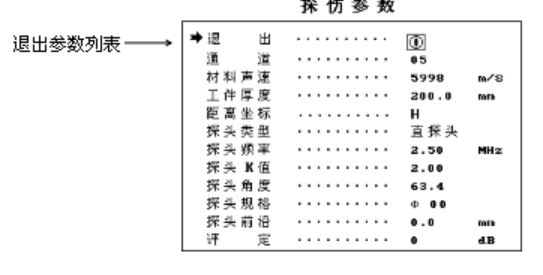 探伤参数
退出参数列表
退出 ·········· ①
通道 ·········· 05
材料声速 ·········· 5998 m/S
工件厚度 ·········· 200.0 mm
距离坐标 ·········· H
探头类型 ·········· 直探头
探头频率 ·········· 2.50 MHz
探头 K值 ·········· 2.00
探头角度 ·········· 63.4
探头规格 ·········· Φ 00
探头前沿 ·········· 0.0 mm
评定 ·········· 0 dB